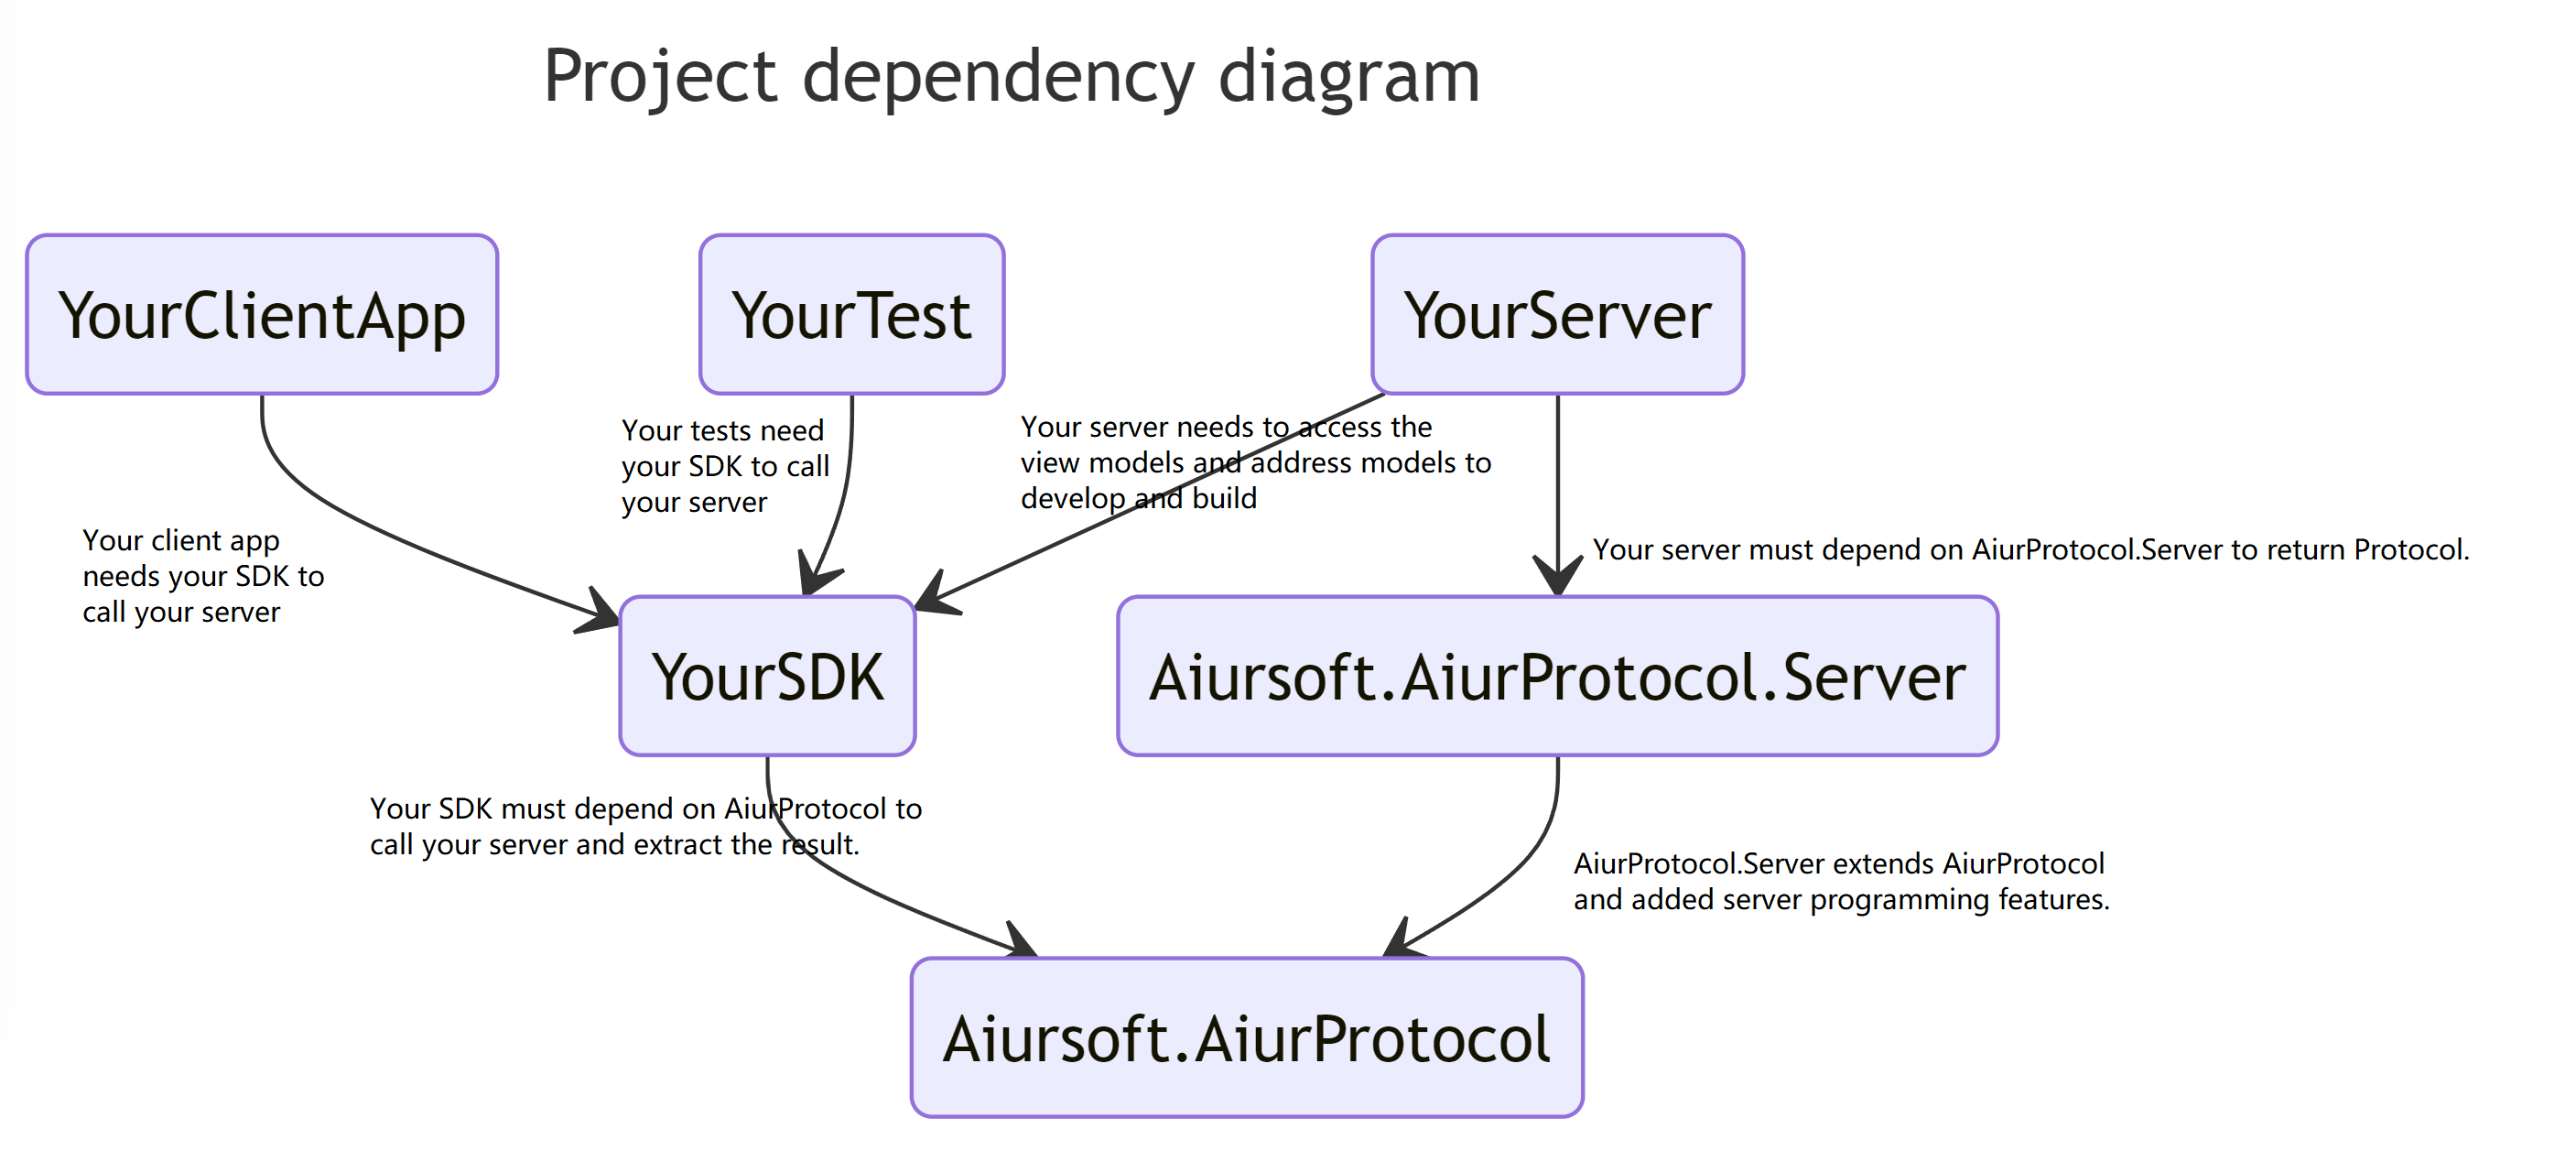 Project dependency diagram
YourClientApp
YourTest
YourServer
Your tests need
your SDK to call
your server
Your server needs to access the
view models and address models to
develop and build
Your client app
needs your SDK to
call your server
Your server must depend on AiurProtocol.Server to return Protocol.
YourSDK
Aiursoft.AiurProtocol.Server
Your SDK must depend on AiurProtocol to
call your server and extract the result.
AiurProtocol.Server extends AiurProtocol
and added server programming features.
Aiursoft.AiurProtocol